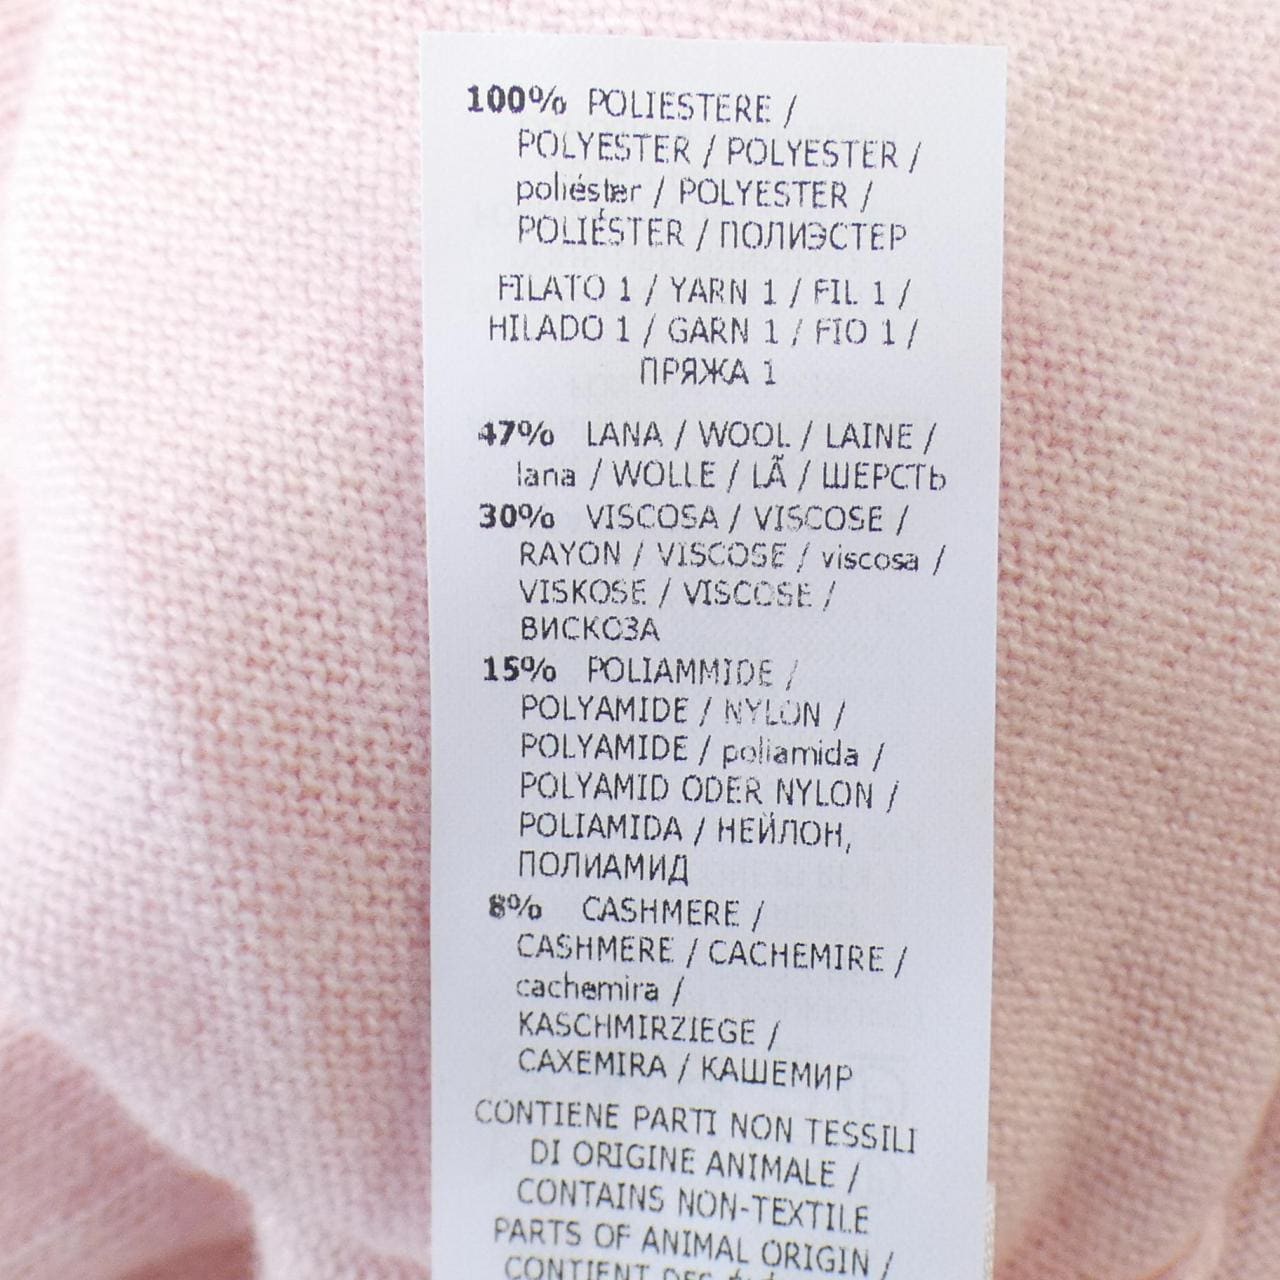 100% POLIESTERE /
POLYESTER / POLYESTER /
poliéster / POLYESTER /
POLIÉSTER / ПОЛИЭСТЕР
FILATO 1 / YARN 1 / FIL 1 /
HILADO 1 / GARN 1 / FIO 1 /
ПРЯЖА 1
47% LANA / WOOL / LAINE /
lana / WOLLE / LÃ / ШЕРСТЬ
30% VISCOSA / VISCOSE /
RAYON / VISCOSE / viscosa /
VISKOSE / VISCOSE /
ВИСКОЗА
15% POLIAMMIDE /
POLYAMIDE / NYLON /
POLYAMIDE / poliamida /
POLYAMID ODER NYLON /
POLIAMIDA / НЕЙЛОН,
ПОЛИАМИД
8% CASHMERE /
CASHMERE / CACHEMIRE /
cachemira /
KASCHMIRZIEGE /
CAXEMIRA / КАШЕМИР
CONTIENE PARTI NON TESSILI
DI ORIGINE ANIMALE /
CONTAINS NON-TEXTILE
PARTS OF ANIMAL ORIGIN /
CONTIENT DES